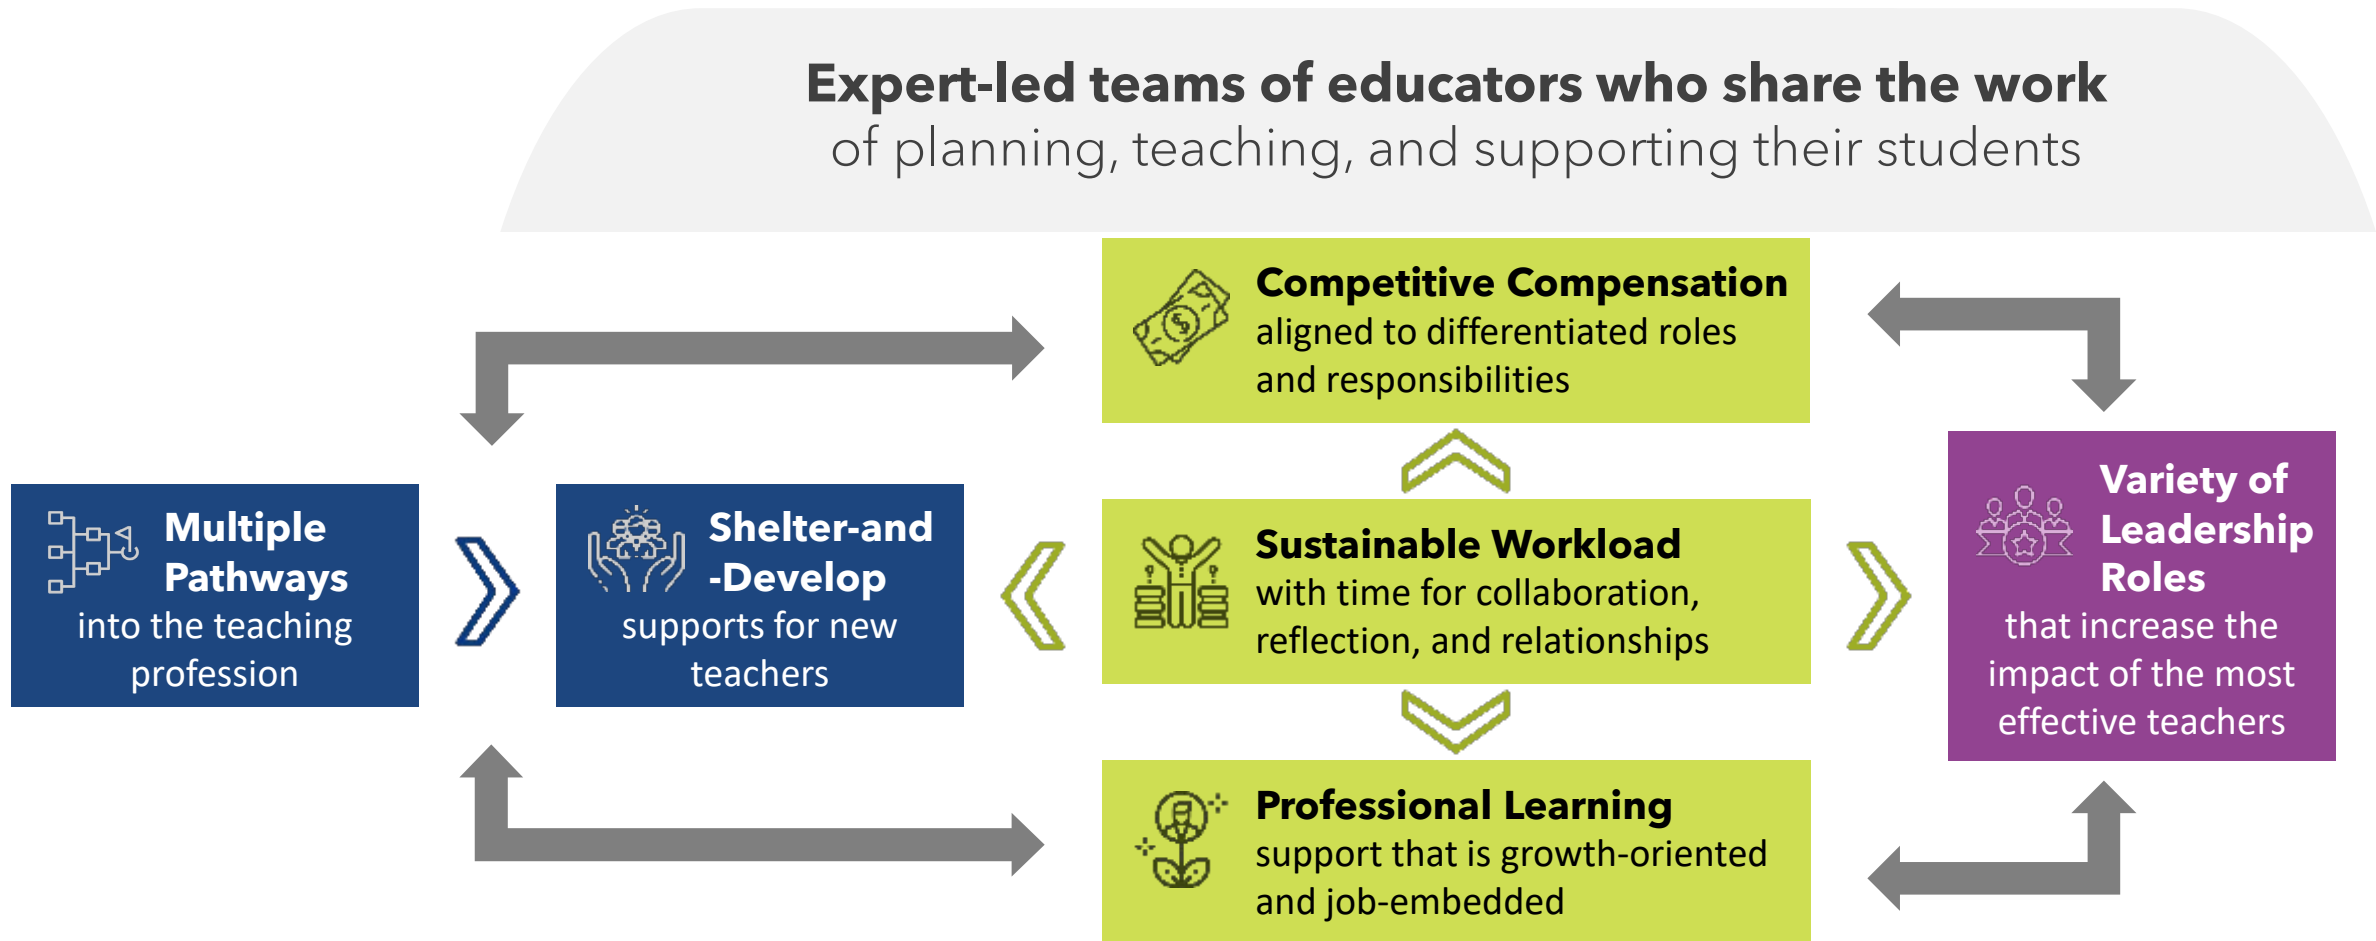 Expert-led teams of educators who share the work
of planning, teaching, and supporting their students
Multiple
Pathways
into the teaching
profession
Shelter-and
-Develop
supports for new
teachers
Competitive Compensation
aligned to differentiated roles
and responsibilities
Sustainable Workload
with time for collaboration,
reflection, and relationships
Professional Learning
support that is growth-oriented
and job-embedded
Variety of
Leadership
Roles
that increase the
impact of the most
effective teachers